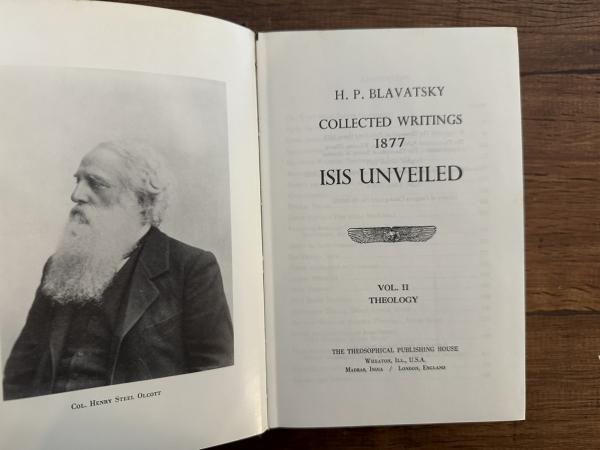 Col. Henry Steel Olcott
H. P. BLAVATSKY
COLLECTED WRITINGS
1877
ISIS UNVEILED
VOL. II
THEOLOGY
THE THEOSOPHICAL PUBLISHING HOUSE
Wheaton, Ill., U.S.A.
Madras, India / London, England